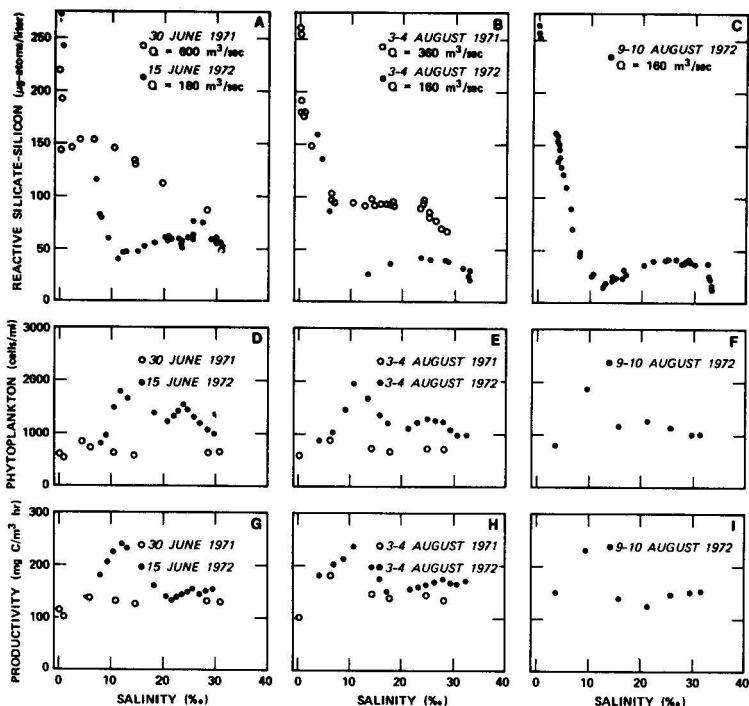 REACTIVE SILICATE-SILICON (µg-atoms/liter)
250
200
150
100
50
0
A
30 JUNE 1971
Q = 600 m³/sec
15 JUNE 1972
Q = 180 m³/sec
B
3-4 AUGUST 1971
Q = 360 m³/sec
3-4 AUGUST 1972
Q = 160 m³/sec
C
9-10 AUGUST 1972
Q = 160 m³/sec
PHYTOPLANKTON (cells/ml)
3000
2000
1000
0
D
30 JUNE 1971
15 JUNE 1972
E
3-4 AUGUST 1971
3-4 AUGUST 1972
F
9-10 AUGUST 1972
PRODUCTIVITY (mg C/m³ hr)
300
200
100
0
G
30 JUNE 1971
15 JUNE 1972
H
3-4 AUGUST 1971
3-4 AUGUST 1972
I
9-10 AUGUST 1972
0 10 20 30 40
SALINITY (‰)
0 10 20 30 40
SALINITY (‰)
0 10 20 30 40
SALINITY (‰)